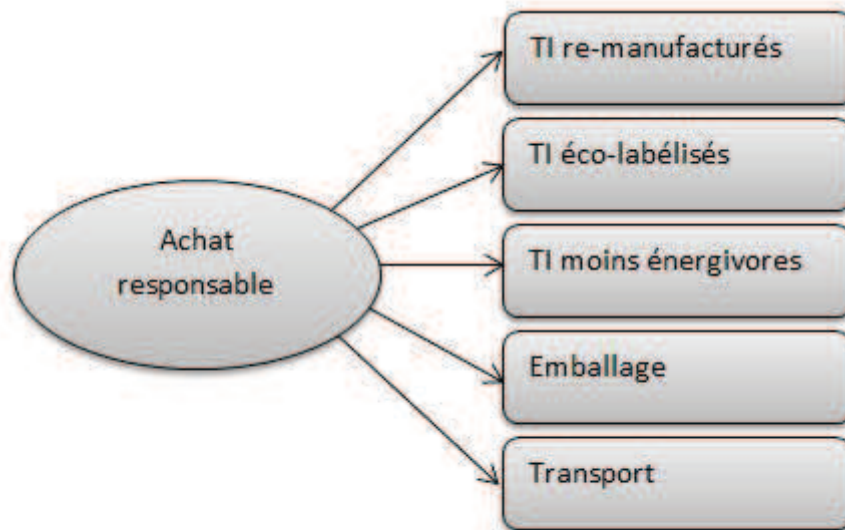 Achat
responsable
TI re-manufacturés
TI éco-labélisés
TI moins énergivores
Emballage
Transport